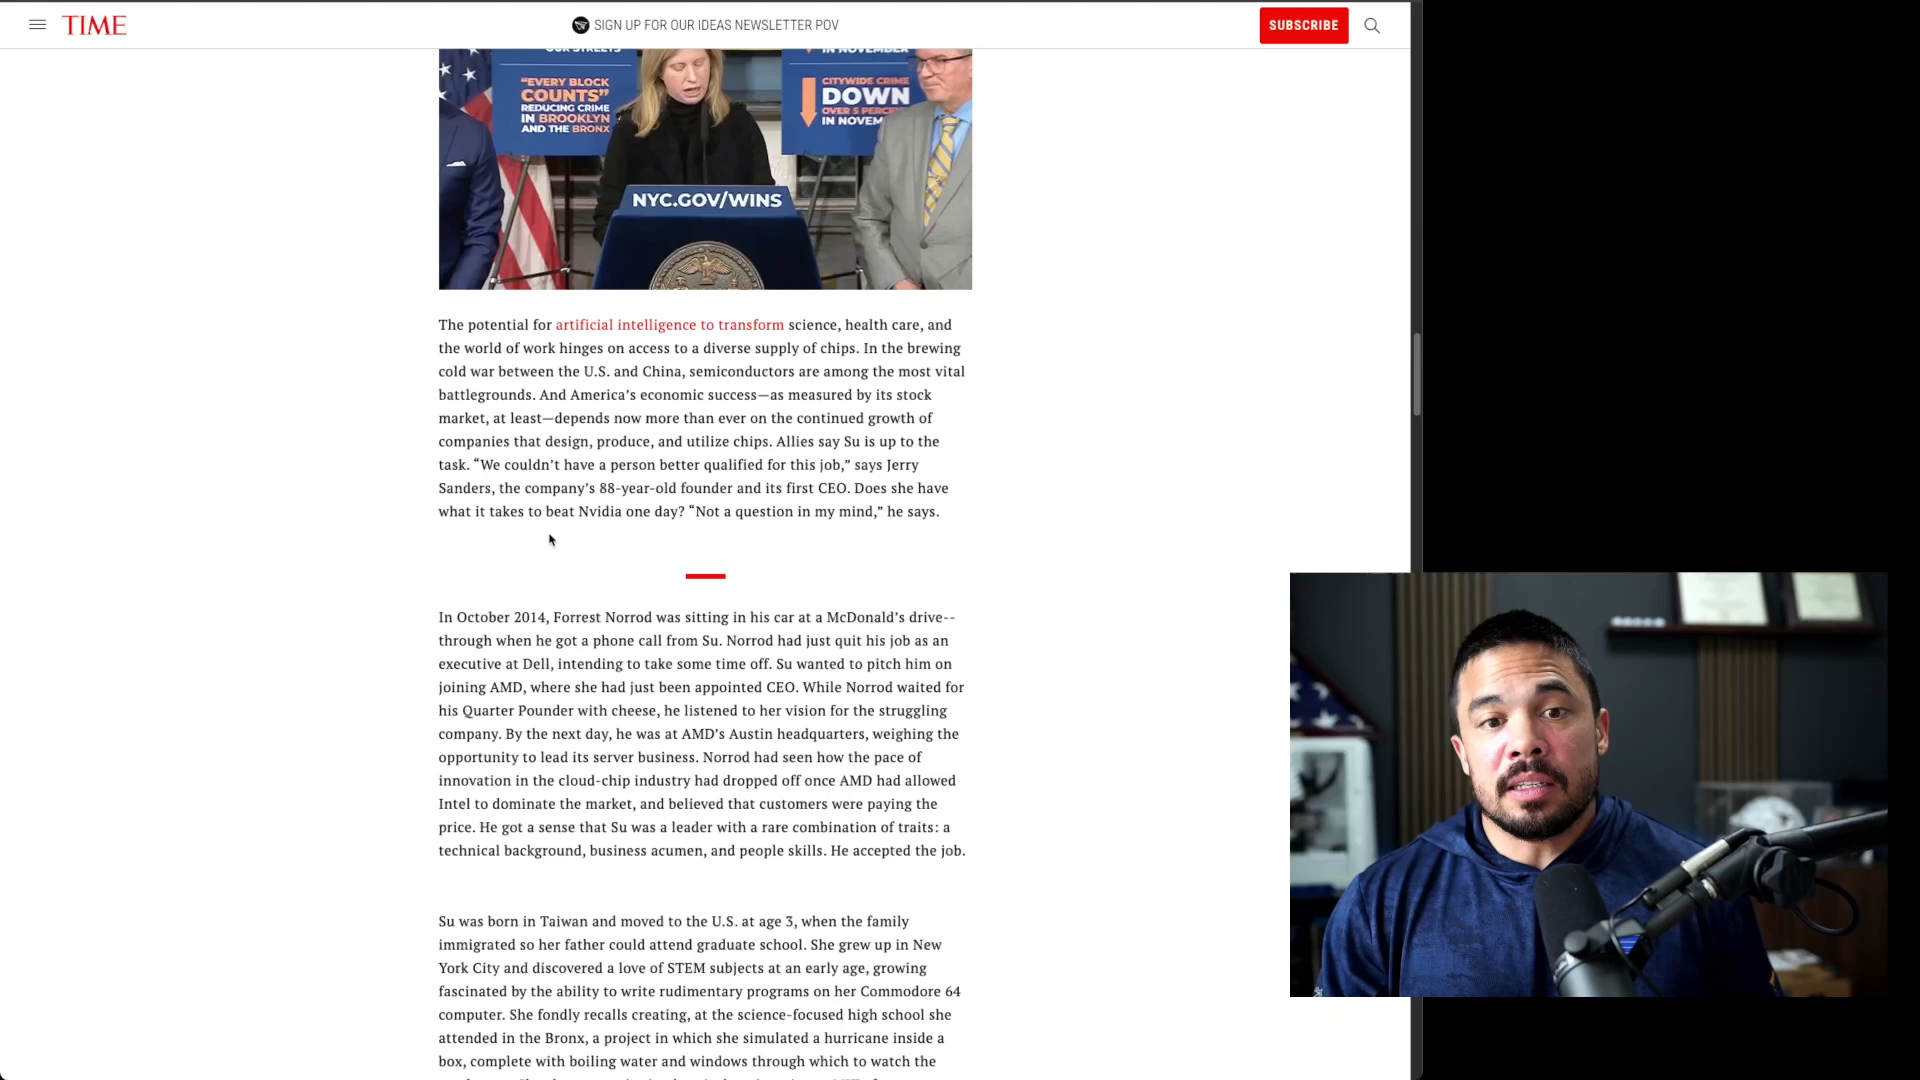 TIME
SIGN UP FOR OUR IDEAS NEWSLETTER POV
SUBSCRIBE
OUR STREETS
"EVERY BLOCK
COUNTS"
REDUCING CRIME
IN BROOKLYN
AND THE BRONX
IN NOVEMBER
CITYWIDE CRIME
DOWN
OVER 5 PERCENT
IN NOVEM
NYC.GOV/WINS
The potential for artificial intelligence to transform science, health care, and
the world of work hinges on access to a diverse supply of chips. In the brewing
cold war between the U.S. and China, semiconductors are among the most vital
battlegrounds. And America’s economic success—as measured by its stock
market, at least—depends now more than ever on the continued growth of
companies that design, produce, and utilize chips. Allies say Su is up to the
task. “We couldn’t have a person better qualified for this job,” says Jerry
Sanders, the company’s 88-year-old founder and its first CEO. Does she have
what it takes to beat Nvidia one day? “Not a question in my mind,” he says.
In October 2014, Forrest Norrod was sitting in his car at a McDonald’s drive--
through when he got a phone call from Su. Norrod had just quit his job as an
executive at Dell, intending to take some time off. Su wanted to pitch him on
joining AMD, where she had just been appointed CEO. While Norrod waited for
his Quarter Pounder with cheese, he listened to her vision for the struggling
company. By the next day, he was at AMD’s Austin headquarters, weighing the
opportunity to lead its server business. Norrod had seen how the pace of
innovation in the cloud-chip industry had dropped off once AMD had allowed
Intel to dominate the market, and believed that customers were paying the
price. He got a sense that Su was a leader with a rare combination of traits: a
technical background, business acumen, and people skills. He accepted the job.
Su was born in Taiwan and moved to the U.S. at age 3, when the family
immigrated so her father could attend graduate school. She grew up in New
York City and discovered a love of STEM subjects at an early age, growing
fascinated by the ability to write rudimentary programs on her Commodore 64
computer. She fondly recalls creating, at the science-focused high school she
attended in the Bronx, a project in which she simulated a hurricane inside a
box, complete with boiling water and windows through which to watch the